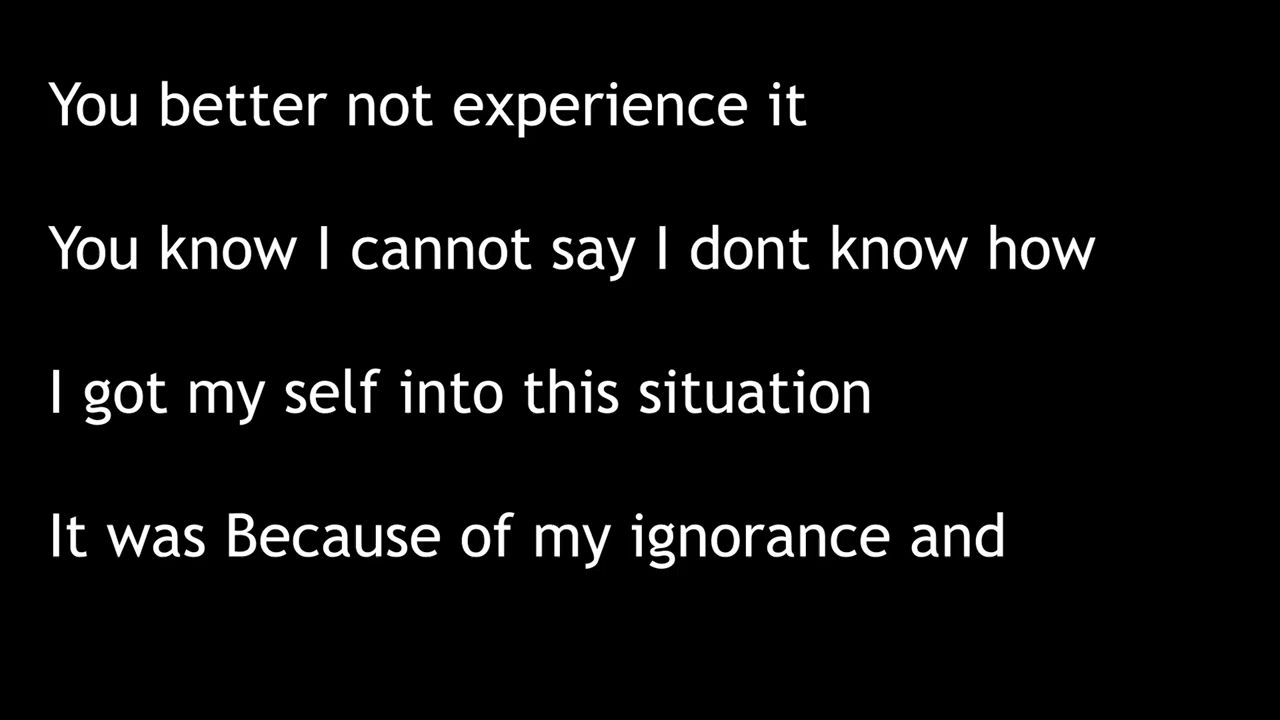 You better not experience it
You know I cannot say I dont know how
I got my self into this situation
It was Because of my ignorance and